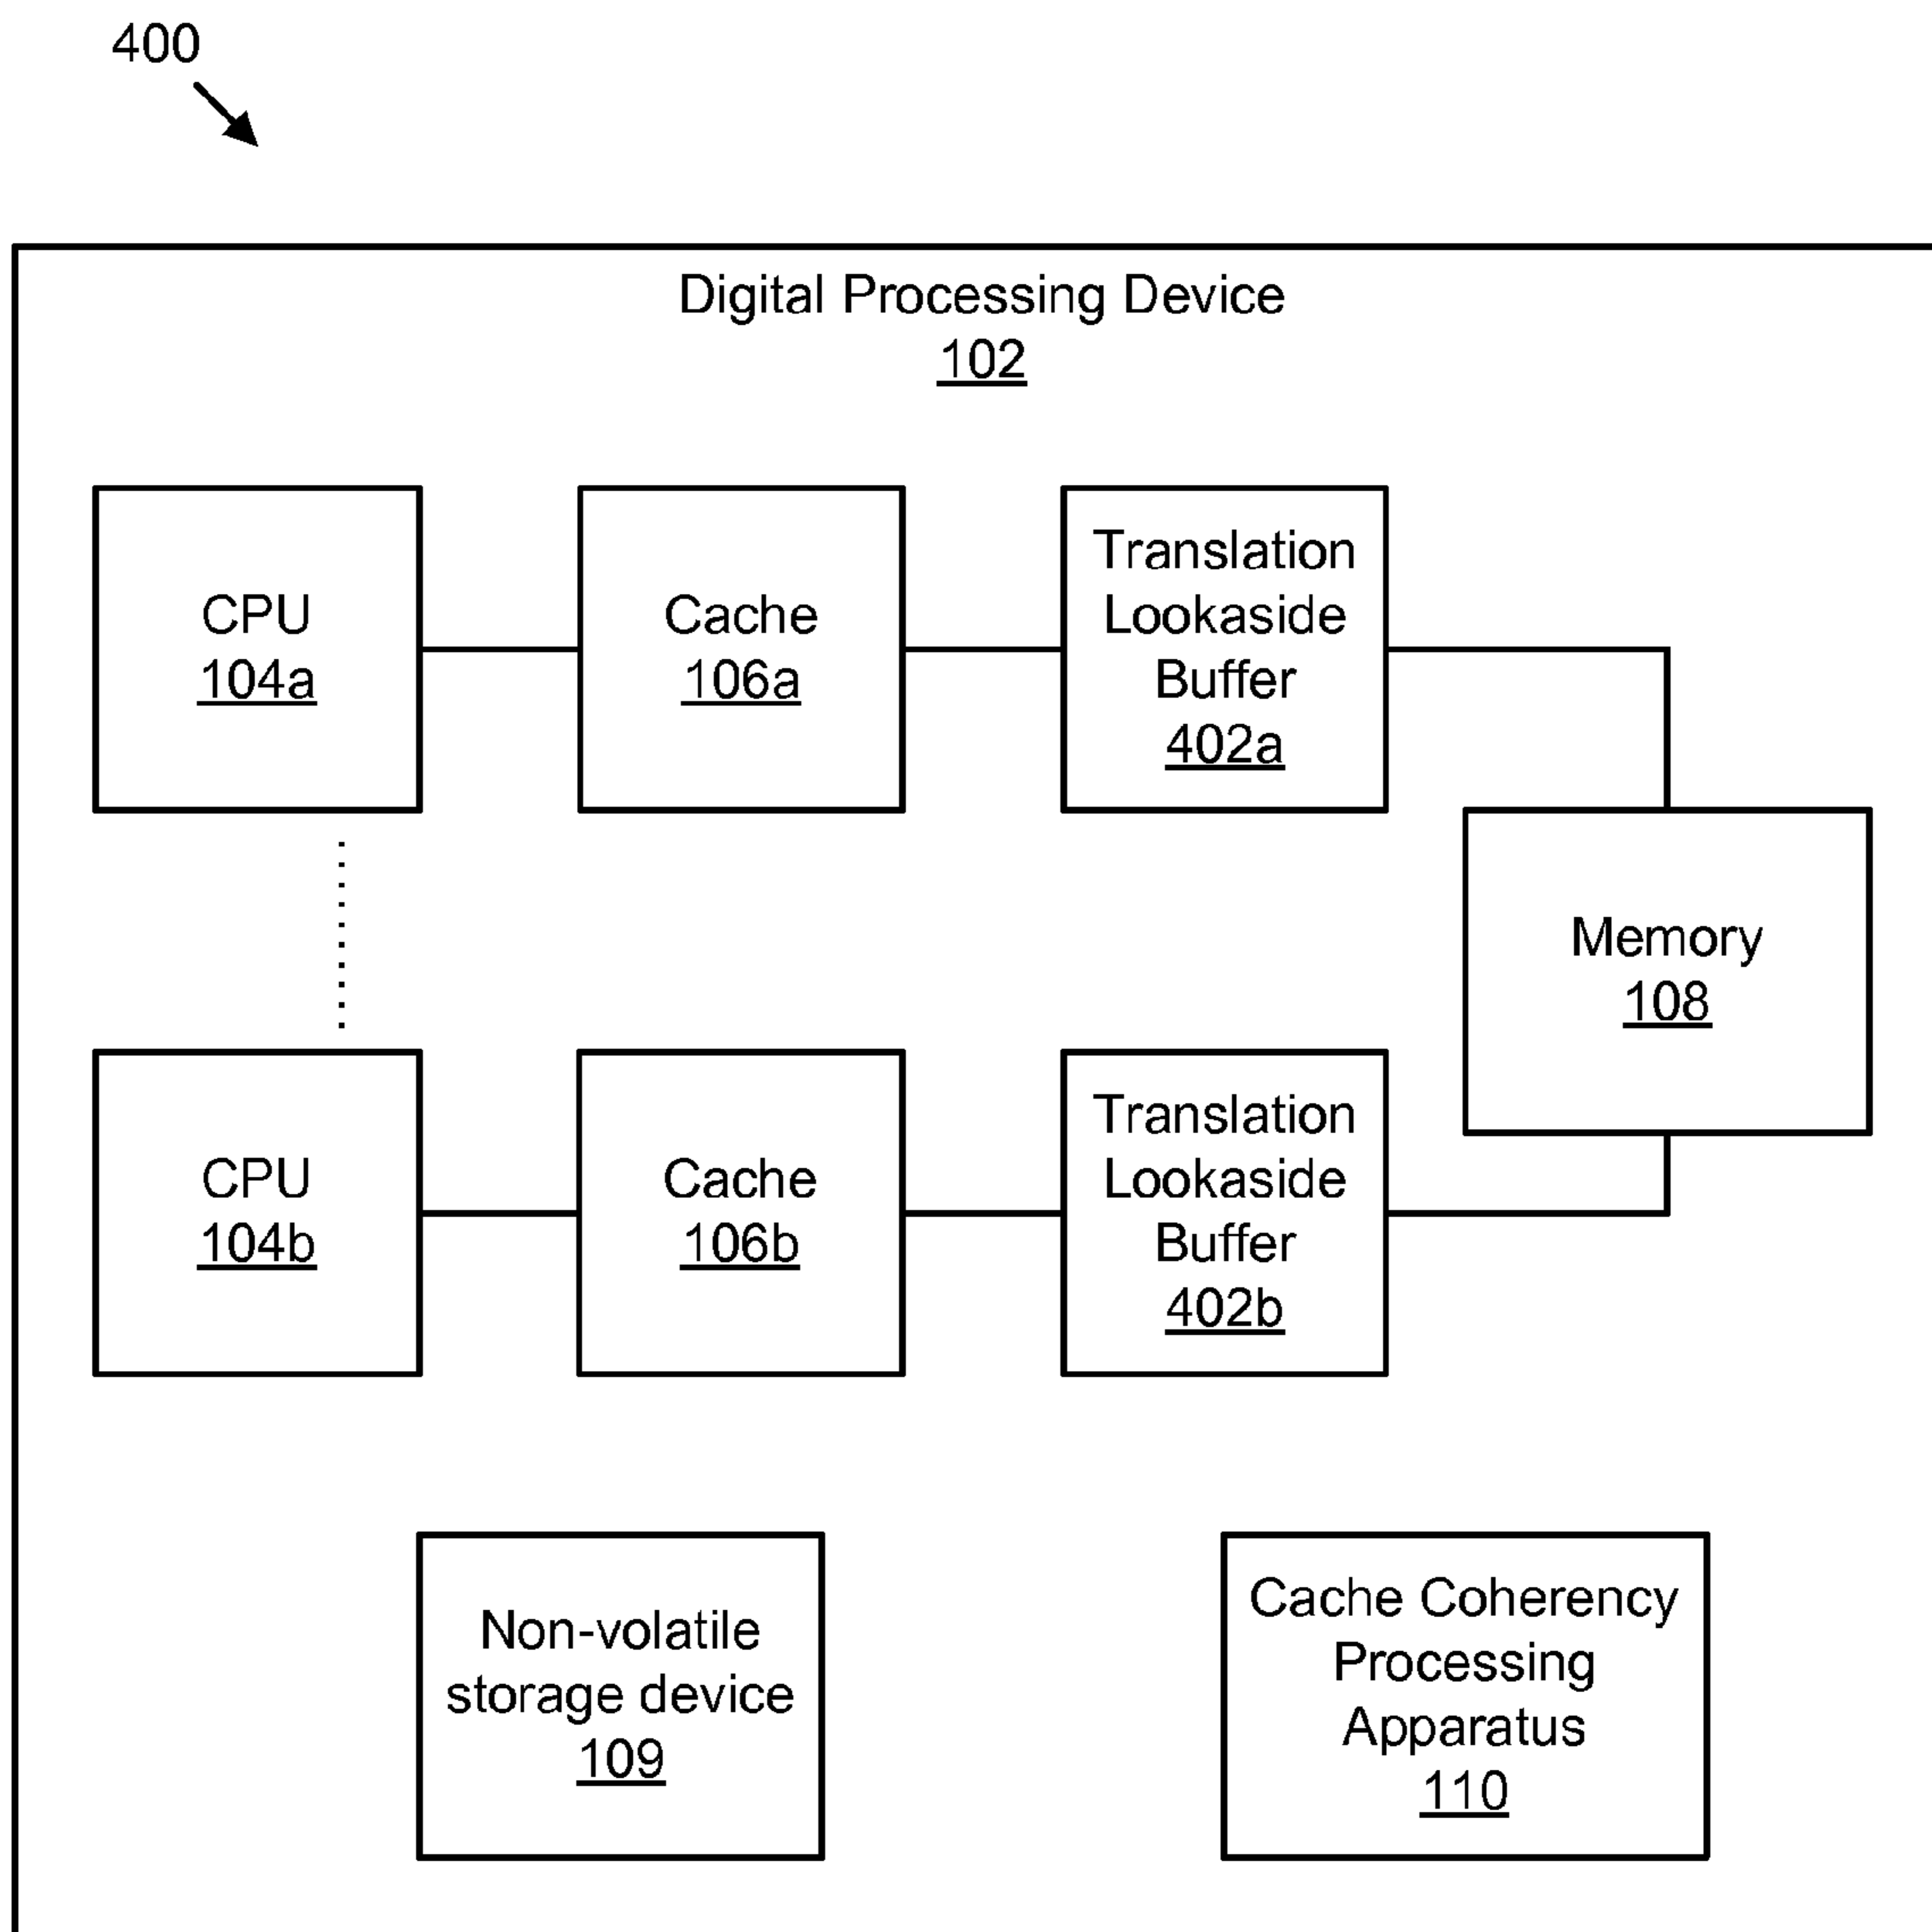 400
Digital Processing Device
102
CPU
104a
Cache
106a
Translation
Lookaside
Buffer
402a
Memory
108
CPU
104b
Cache
106b
Translation
Lookaside
Buffer
402b
Non-volatile
storage device
109
Cache Coherency
Processing
Apparatus
110